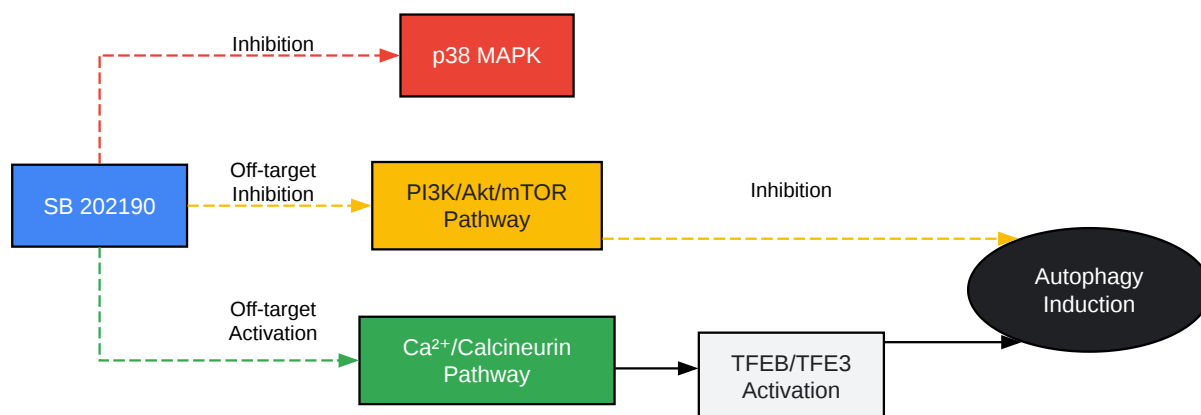 Inhibition
p38 MAPK
SB 202190
Off-target
Inhibition
PI3K/Akt/mTOR
Pathway
Inhibition
Autophagy
Induction
Off-target
Activation
Ca²⁺/Calcineurin
Pathway
TFEB/TFE3
Activation